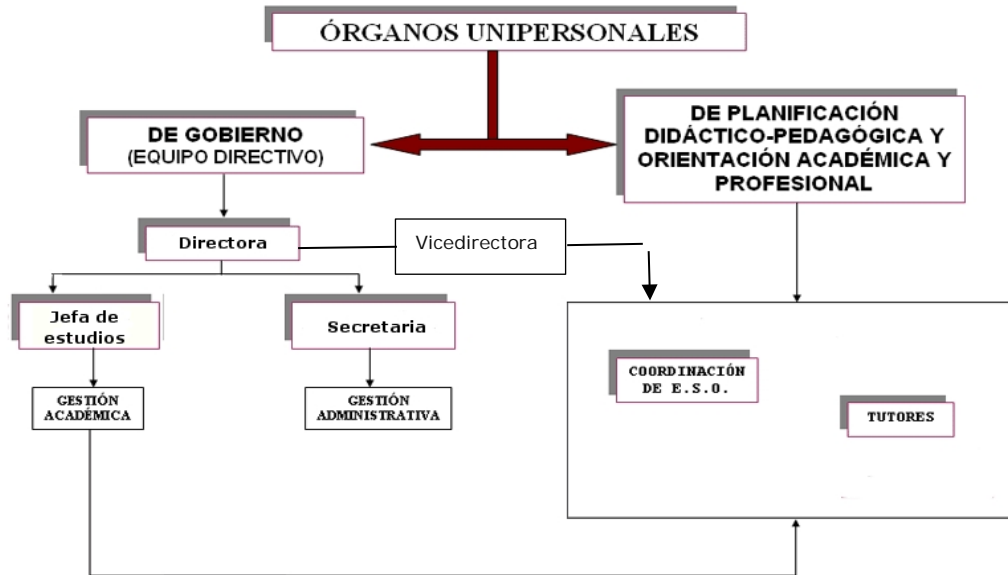 ÓRGANOS UNIPERSONALES
DE GOBIERNO
(EQUIPO DIRECTIVO)
DE PLANIFICACIÓN
DIDÁCTICO-PEDAGÓGICA Y
ORIENTACIÓN ACADÉMICA Y
PROFESIONAL
Directora
Vicedirectora
Jefa de
estudios
Secretaria
GESTIÓN
ACADÉMICA
GESTIÓN
ADMINISTRATIVA
COORDINACIÓN
DE E.S.O.
TUTORES